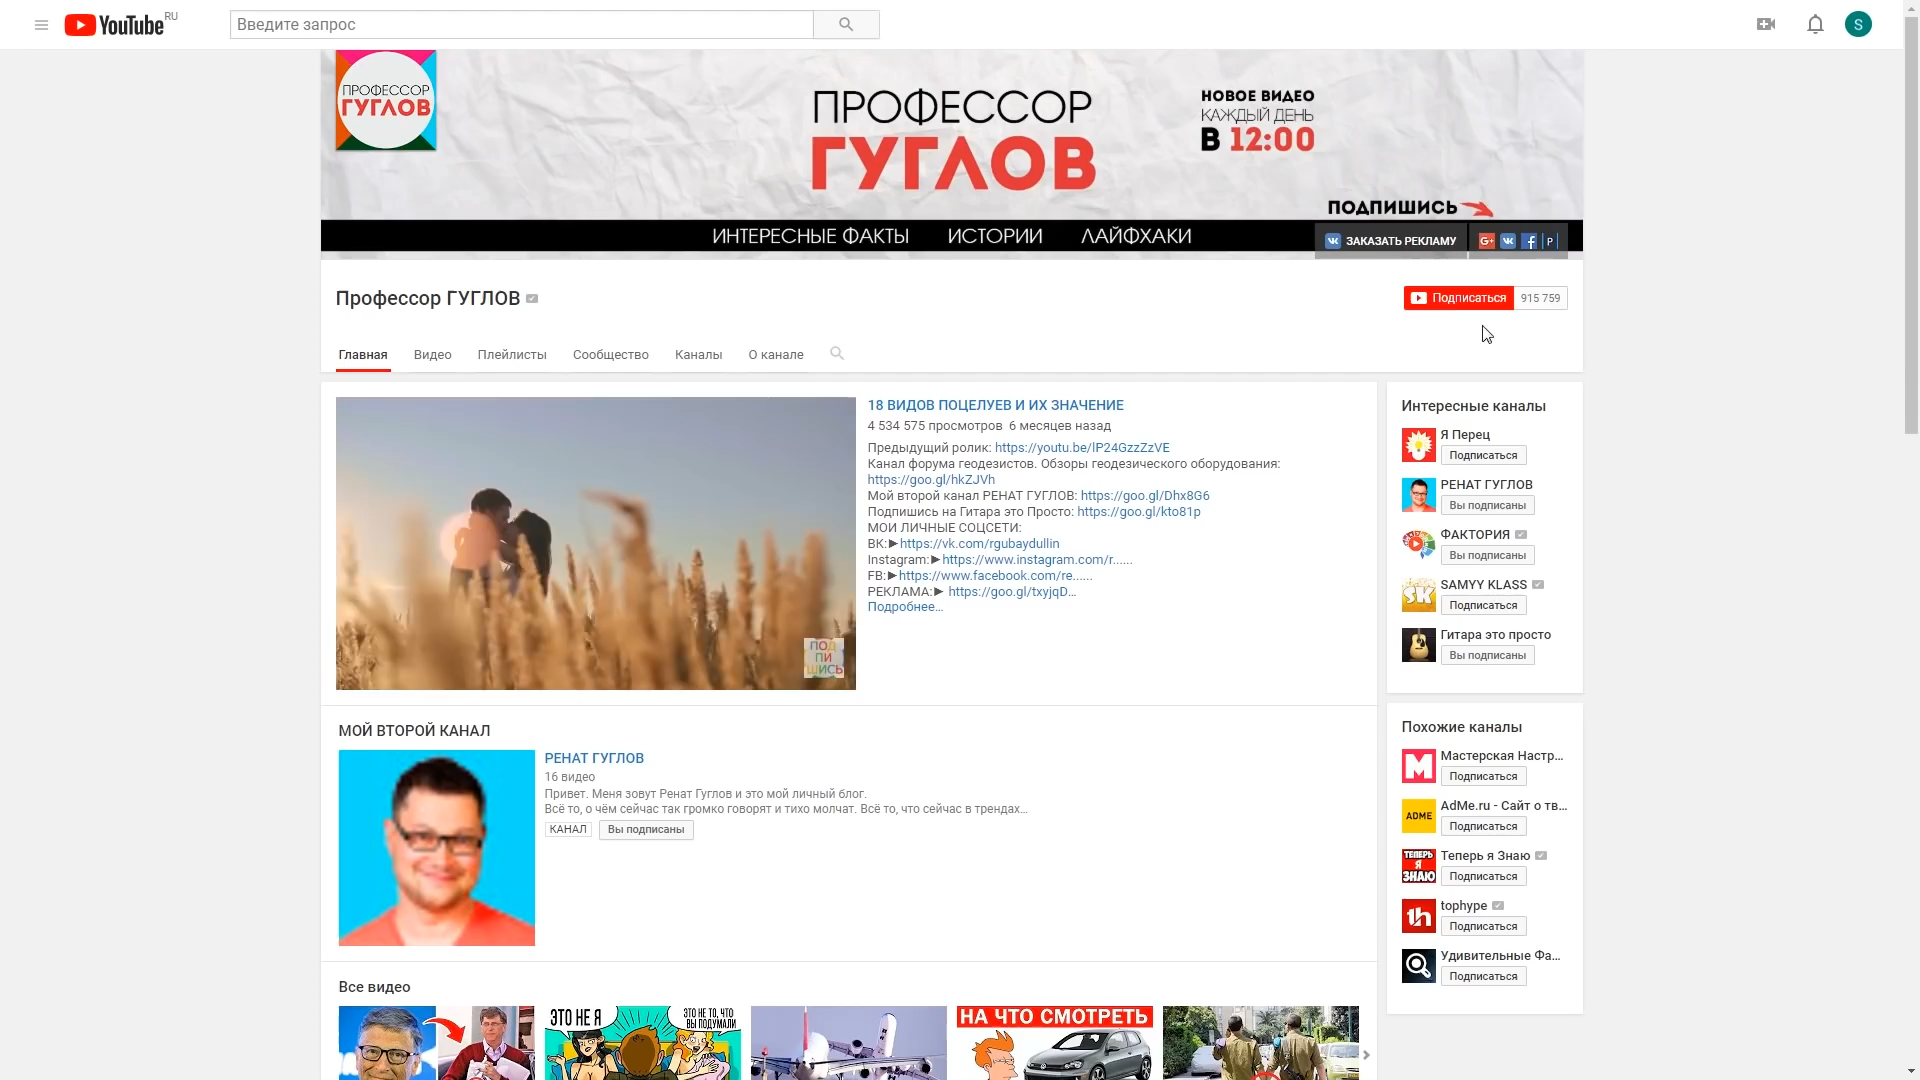 YouTube RU
Введите запрос
S
ПРОФЕССОР
ГУГЛОВ
ПРОФЕССОР
ГУГЛОВ
НОВОЕ ВИДЕО
КАЖДЫЙ ДЕНЬ
В 12:00
ПОДПИШИСЬ
ИНТЕРЕСНЫЕ ФАКТЫ ИСТОРИИ ЛАЙФХАКИ
ЗАКАЗАТЬ РЕКЛАМУ
Профессор ГУГЛОВ
Подписаться 915 759
Главная Видео Плейлисты Сообщество Каналы О канале
18 ВИДОВ ПОЦЕЛУЕВ И ИХ ЗНАЧЕНИЕ
4 534 575 просмотров 6 месяцев назад
Предыдущий ролик: https://youtu.be/lP24GzzZzVE
Канал форума геодезистов. Обзоры геодезического оборудования:
https://goo.gl/hkZJVh
Мой второй канал РЕНАТ ГУГЛОВ: https://goo.gl/Dhx8G6
Подпишись на Гитара это Просто: https://goo.gl/kto81p
МОИ ЛИЧНЫЕ СОЦСЕТИ:
ВК:►https://vk.com/rgubaydullin
Instagram:►https://www.instagram.com/r......
FB:►https://www.facebook.com/re......
РЕКЛАМА:► https://goo.gl/txyjqD...
Подробнее...
ПОД
ПИ
ШИСЬ
МОЙ ВТОРОЙ КАНАЛ
РЕНАТ ГУГЛОВ
16 видео
Привет. Меня зовут Ренат Гуглов и это мой личный блог.
Всё то, о чём сейчас так громко говорят и тихо молчат. Всё то, что сейчас в трендах...
КАНАЛ Вы подписаны
Все видео
ЭТО НЕ Я
ЭТО НЕ ТО, ЧТО
ВЫ ПОДУМАЛИ
НА ЧТО СМОТРЕТЬ
Интересные каналы
Я Перец
Подписаться
РЕНАТ ГУГЛОВ
Вы подписаны
ФАКТОРИЯ
Вы подписаны
SK
SAMYY KLASS
Подписаться
Гитара это просто
Вы подписаны
Похожие каналы
М
Мастерская Настр...
Подписаться
ADME
AdMe.ru - Сайт о тв...
Подписаться
ТЕПЕРЬ
Я
ЗНАЮ
Теперь я Знаю
Подписаться
th
tophype
Подписаться
Удивительные Фа...
Подписаться